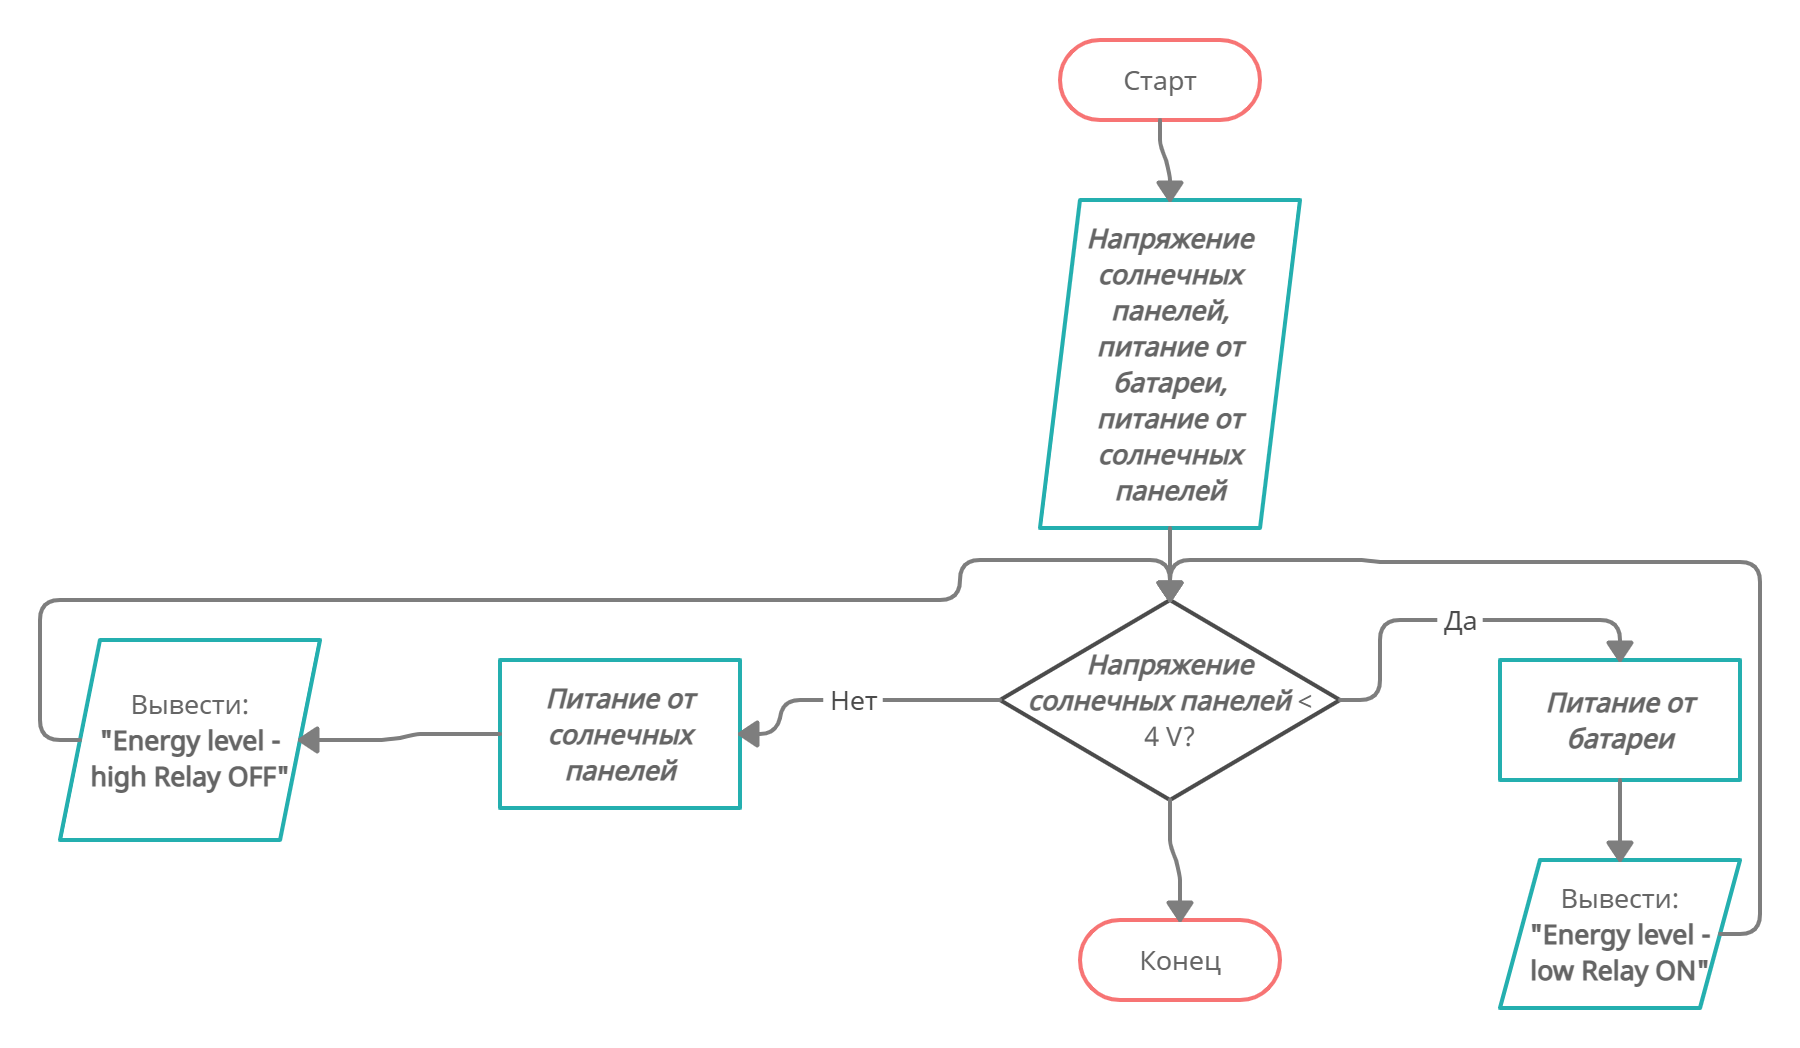 Старт
Напряжение
солнечных
панелей,
питание от
батареи,
питание от
солнечных
панелей
Напряжение
солнечных панелей <
4 V?
Да
Питание от
батареи
Вывести:
"Energy level -
low Relay ON"
Нет
Питание от
солнечных
панелей
Вывести:
"Energy level -
high Relay OFF"
Конец